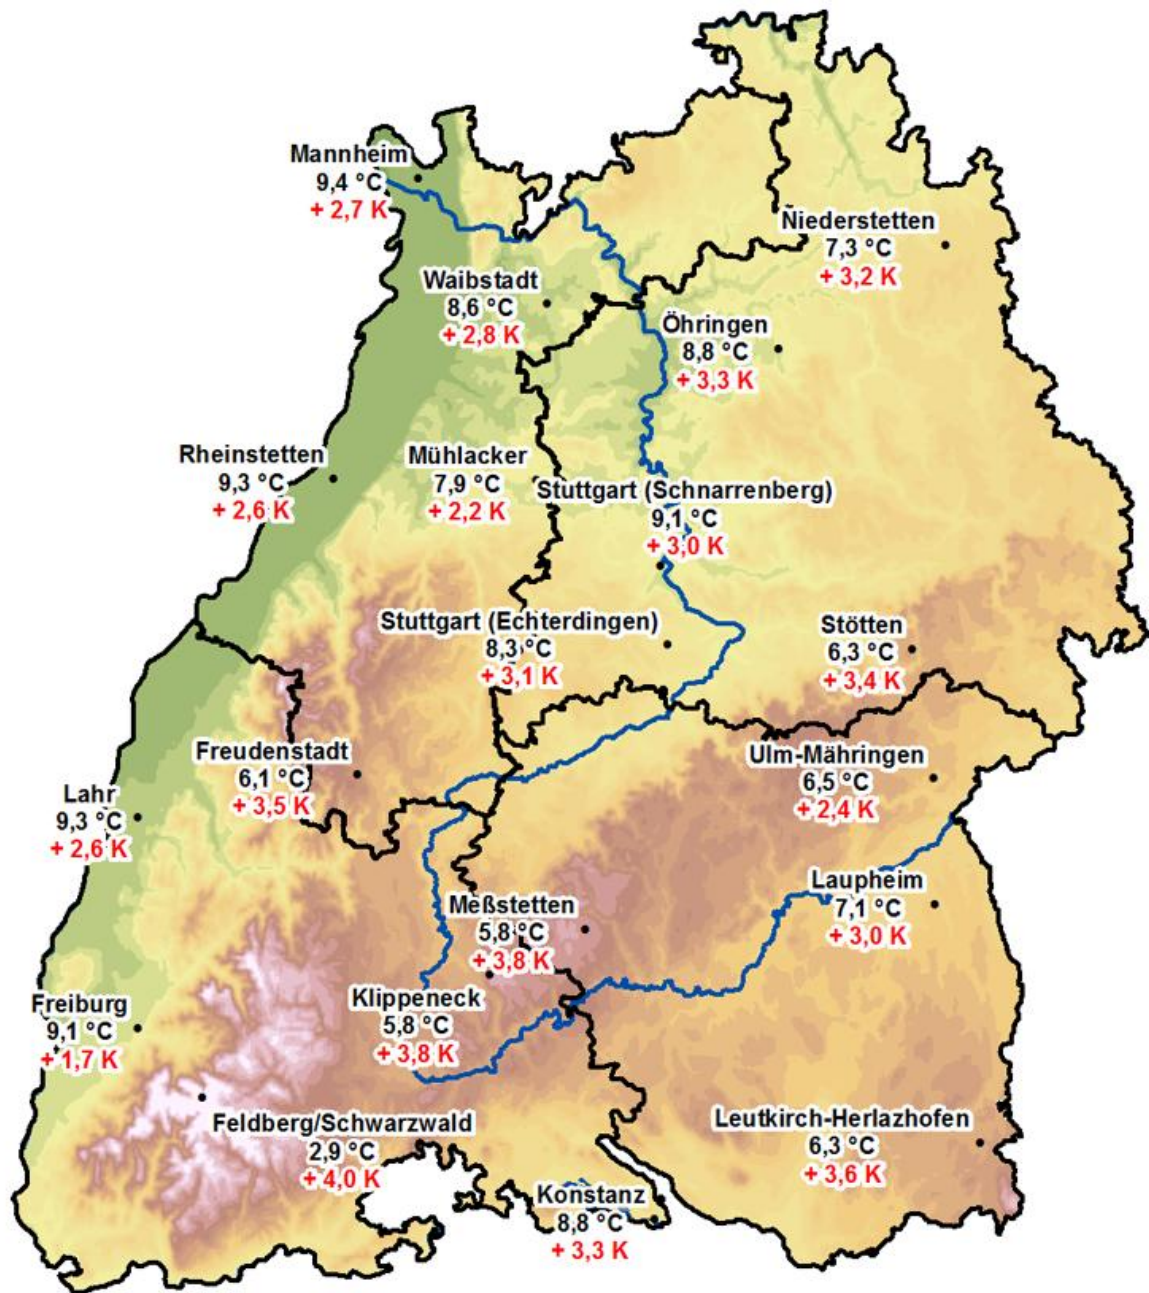 Mannheim
9,4 °C
+ 2,7 K
Niederstetten
7,3 °C
+ 3,2 K
Waibstadt
8,6 °C
+ 2,8 K
Öhringen
8,8 °C
+ 3,3 K
Rheinstetten
9,3 °C
+ 2,6 K
Mühlacker
7,9 °C
+ 2,2 K
Stuttgart (Schnarrenberg)
9,1 °C
+ 3,0 K
Stuttgart (Echterdingen)
8,3 °C
+ 3,1 K
Stötten
6,3 °C
+ 3,4 K
Freudenstadt
6,1 °C
+ 3,5 K
Ulm-Mähringen
6,5 °C
+ 2,4 K
Lahr
9,3 °C
+ 2,6 K
Laupheim
7,1 °C
+ 3,0 K
Meßstetten
5,8 °C
+ 3,8 K
Klippeneck
5,8 °C
+ 3,8 K
Freiburg
9,1 °C
+ 1,7 K
Feldberg/Schwarzwald
2,9 °C
+ 4,0 K
Leutkirch-Herlazhofen
6,3 °C
+ 3,6 K
Konstanz
8,8 °C
+ 3,3 K